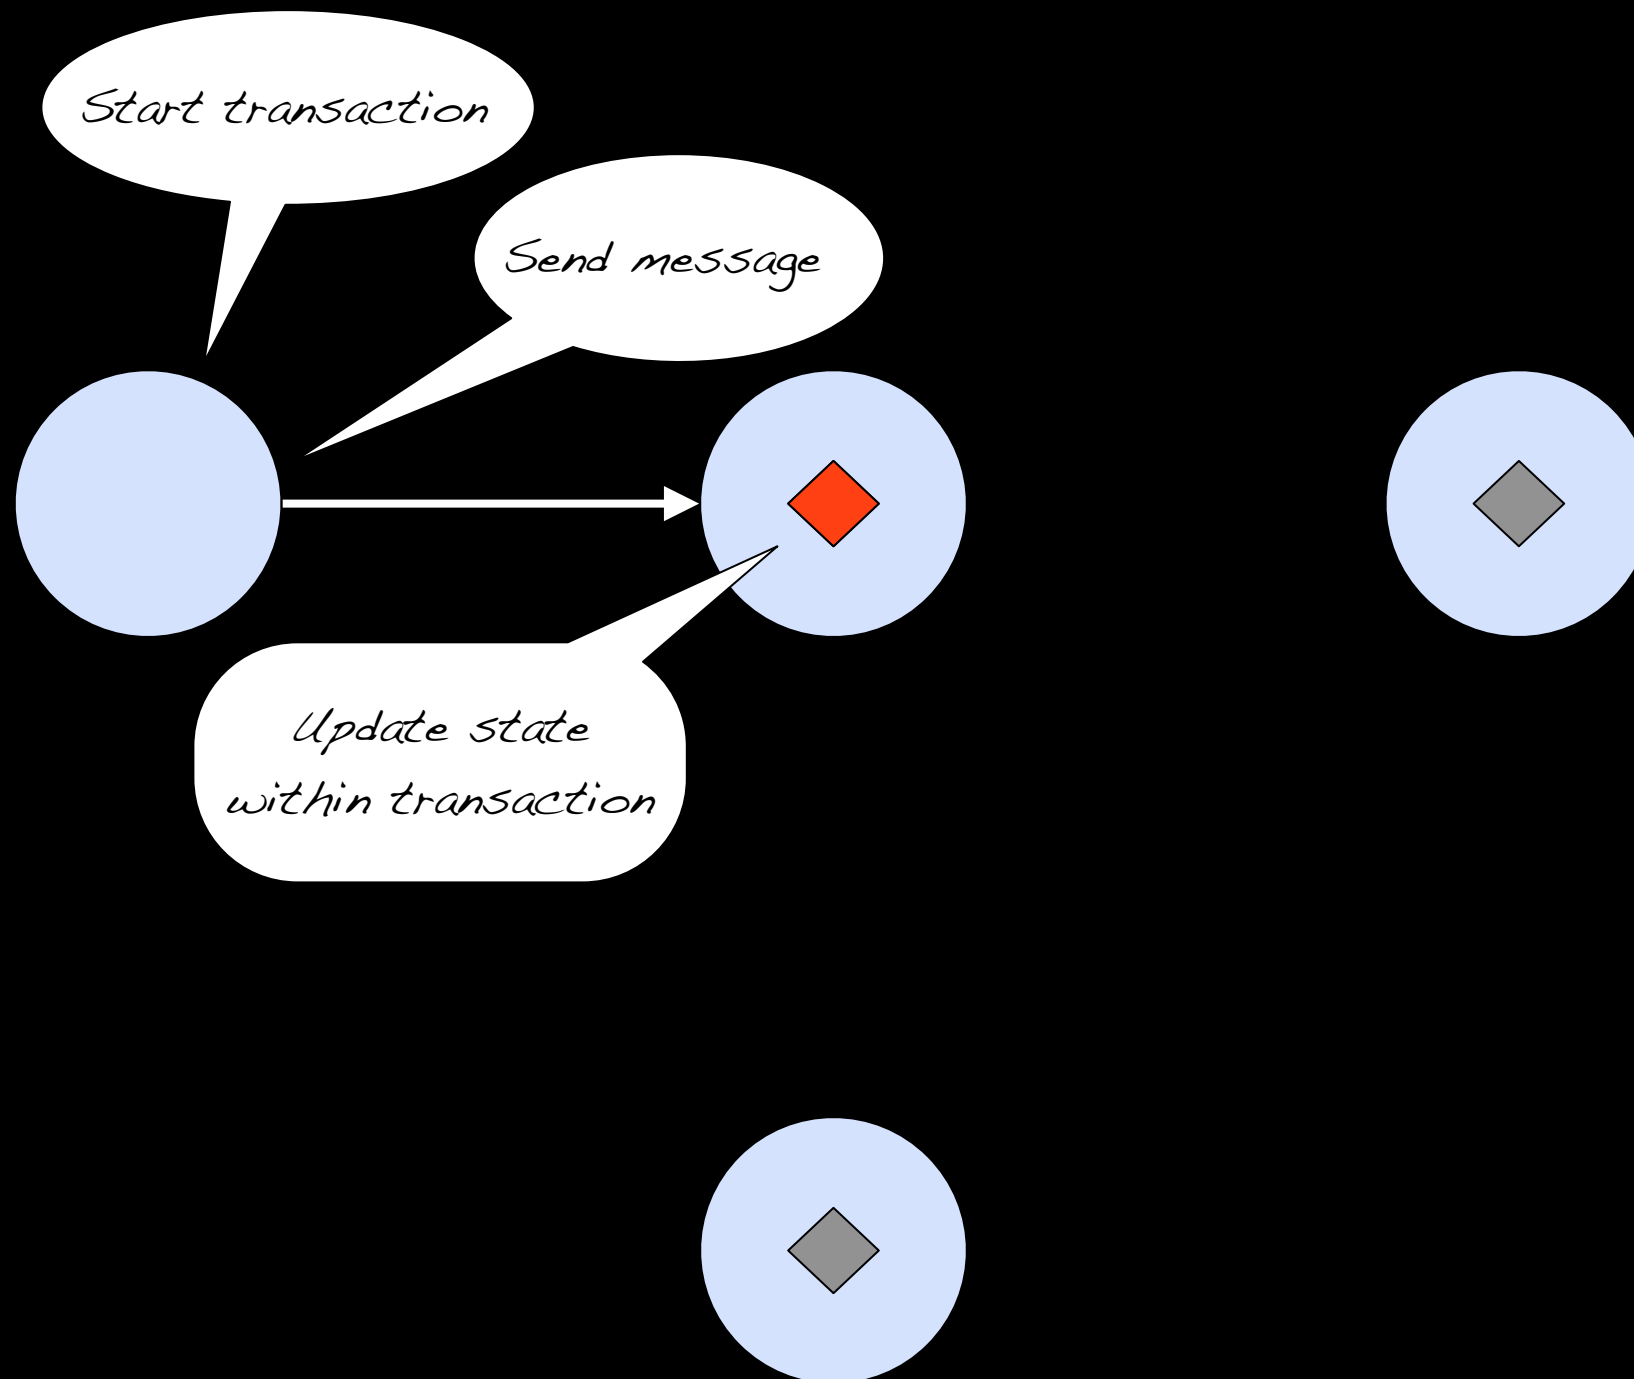 Start transaction
Send message
Update state
within transaction